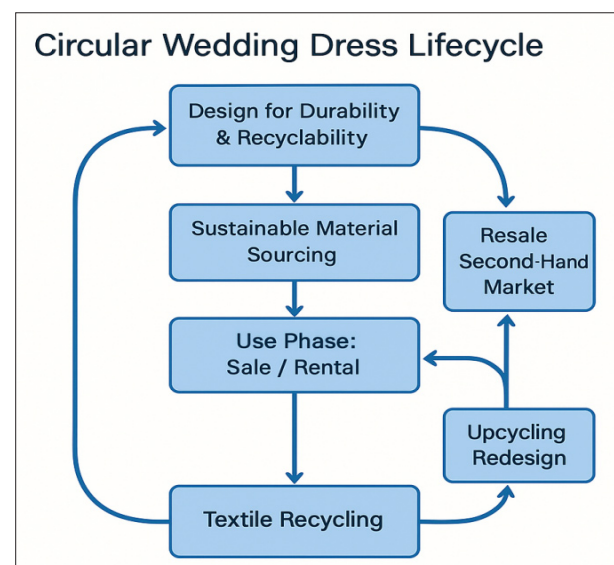 Circular Wedding Dress Lifecycle
Design for Durability
& Recyclability
Sustainable Material
Sourcing
Resale
Second-Hand
Market
Use Phase:
Sale / Rental
Upcycling
Redesign
Textile Recycling